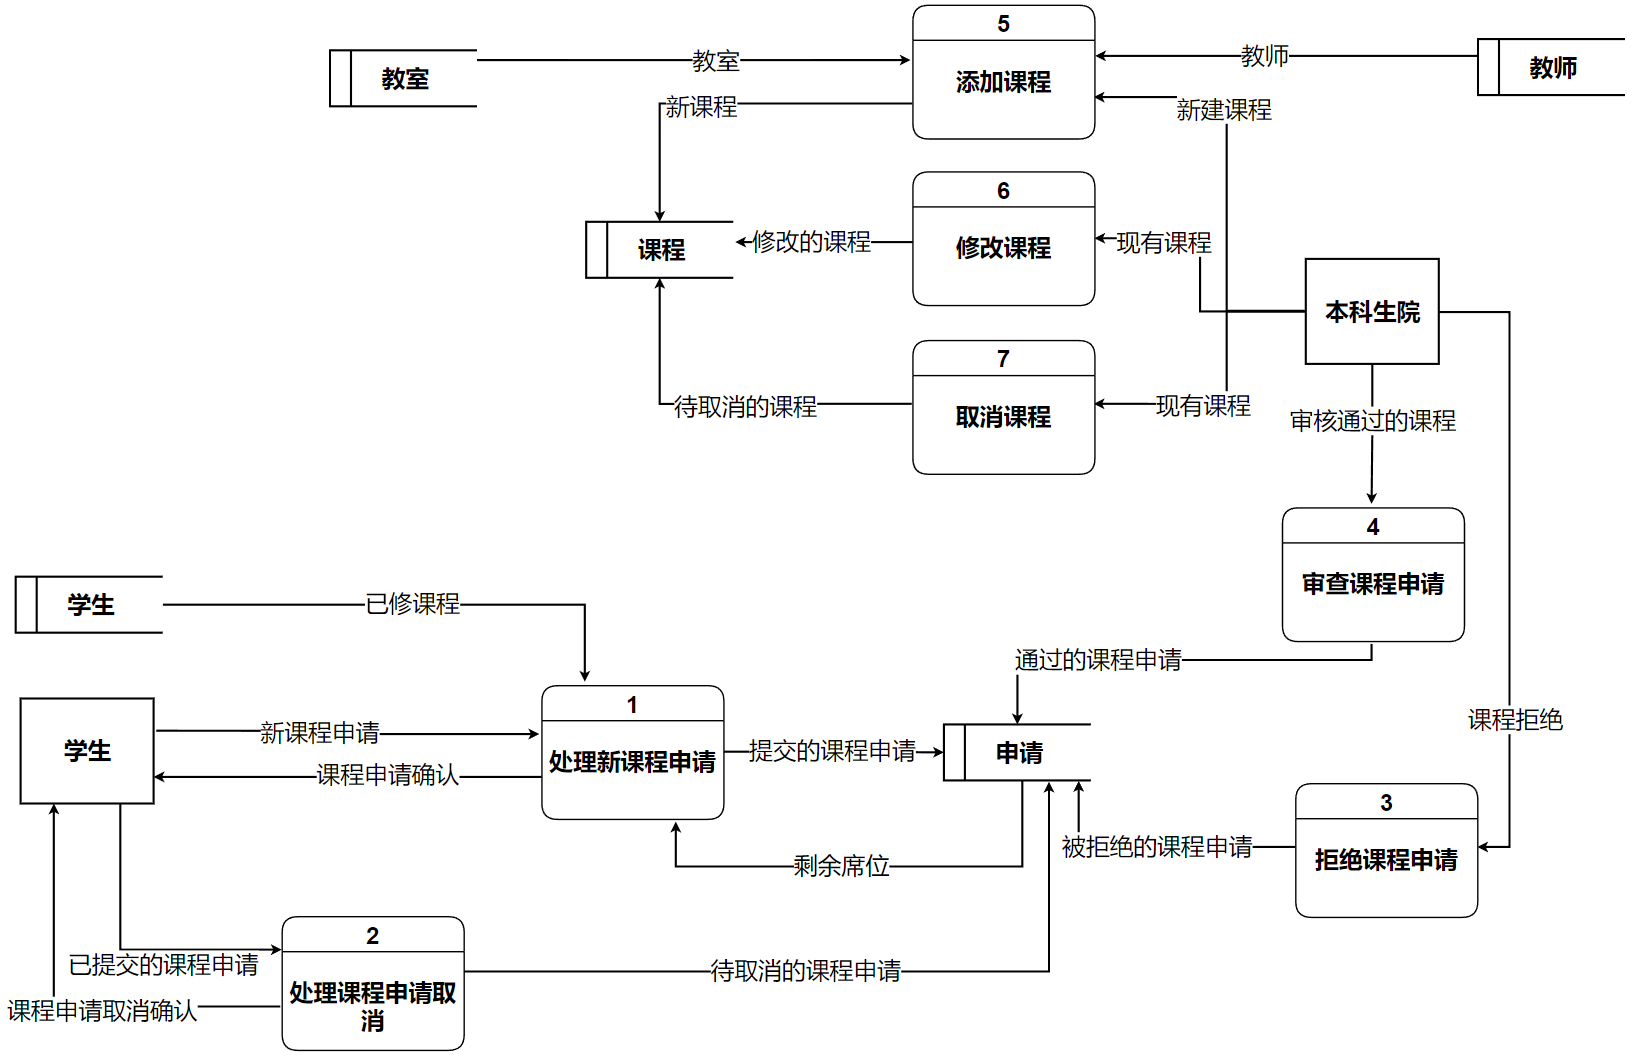 5
添加课程
教室
教室
教师
教师
新课程
新建课程
6
修改课程
课程
修改的课程
现有课程
本科生院
7
取消课程
待取消的课程
现有课程
审核通过的课程
4
审查课程申请
学生
已修课程
通过的课程申请
1
处理新课程申请
学生
新课程申请
课程申请确认
提交的课程申请
申请
课程拒绝
3
拒绝课程申请
被拒绝的课程申请
剩余席位
2
处理课程申请取
消
已提交的课程申请
待取消的课程申请
课程申请取消确认